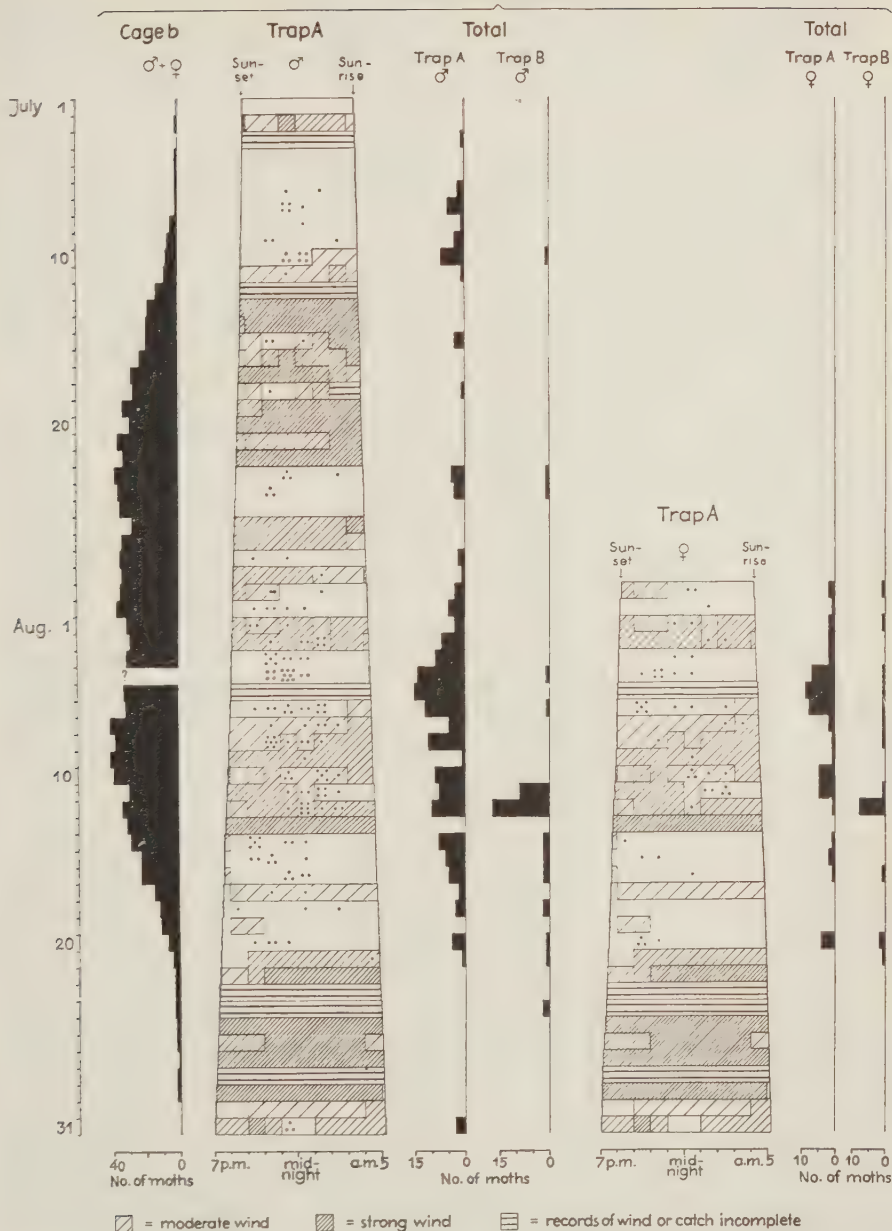 Cage b
Trap A
Total
Total
♂+♀
Sun-
set
♂
Sun-
rise
Trap A
♂
Trap B
♂
Trap A
♀
Trap B
♀
July 1
10
20
Trap A
Sun-
set
♀
Sun-
rise
Aug. 1
?
10
20
31
40 0
No. of moths
7 p.m. mid-
night a.m. 5
15 0 15 0
No. of moths
7 p.m. mid-
night a.m. 5
10 0 10 0
No. of moths
= moderate wind = strong wind = records of wind or catch incomplete